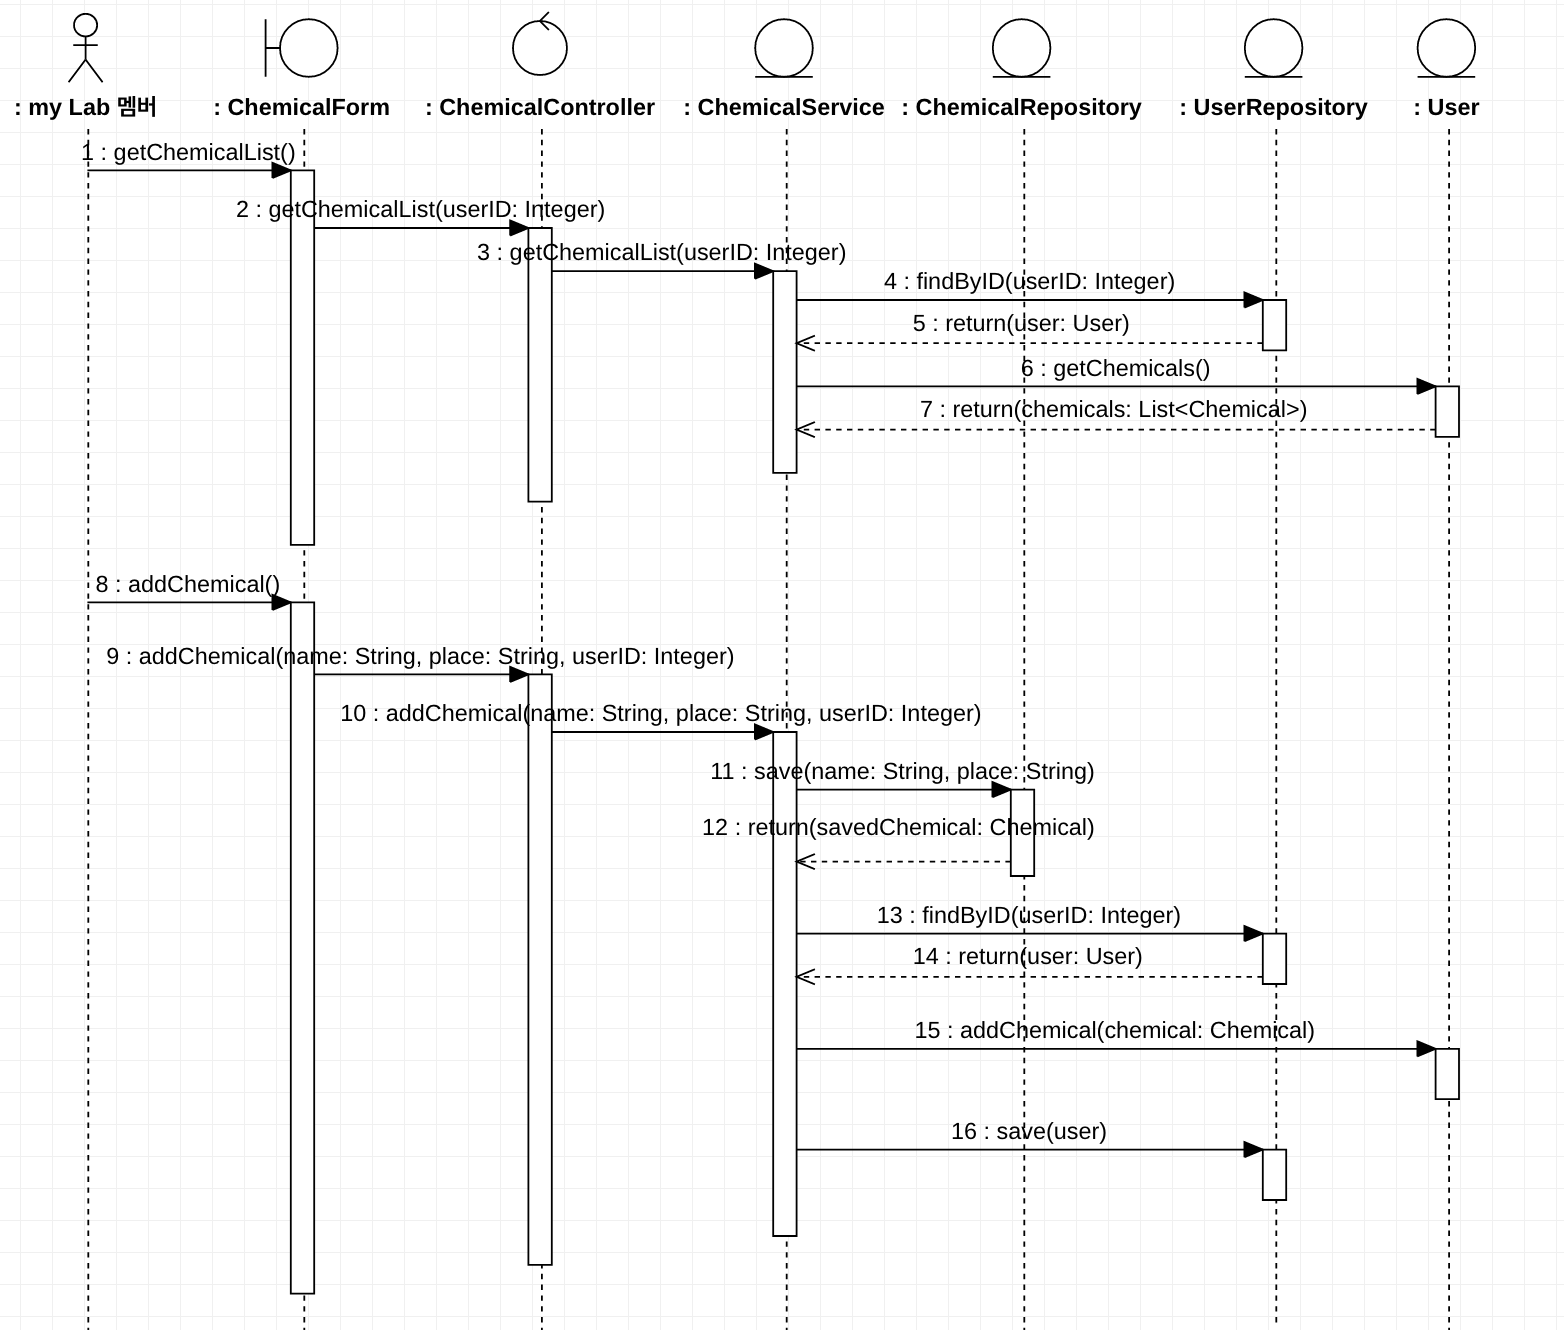 : my Lab 멤버
: ChemicalForm
: ChemicalController
: ChemicalService
: ChemicalRepository
: UserRepository
: User
1 : getChemicalList()
2 : getChemicalList(userID: Integer)
3 : getChemicalList(userID: Integer)
4 : findByID(userID: Integer)
5 : return(user: User)
6 : getChemicals()
7 : return(chemicals: List<Chemical>)
8 : addChemical()
9 : addChemical(name: String, place: String, userID: Integer)
10 : addChemical(name: String, place: String, userID: Integer)
11 : save(name: String, place: String)
12 : return(savedChemical: Chemical)
13 : findByID(userID: Integer)
14 : return(user: User)
15 : addChemical(chemical: Chemical)
16 : save(user)